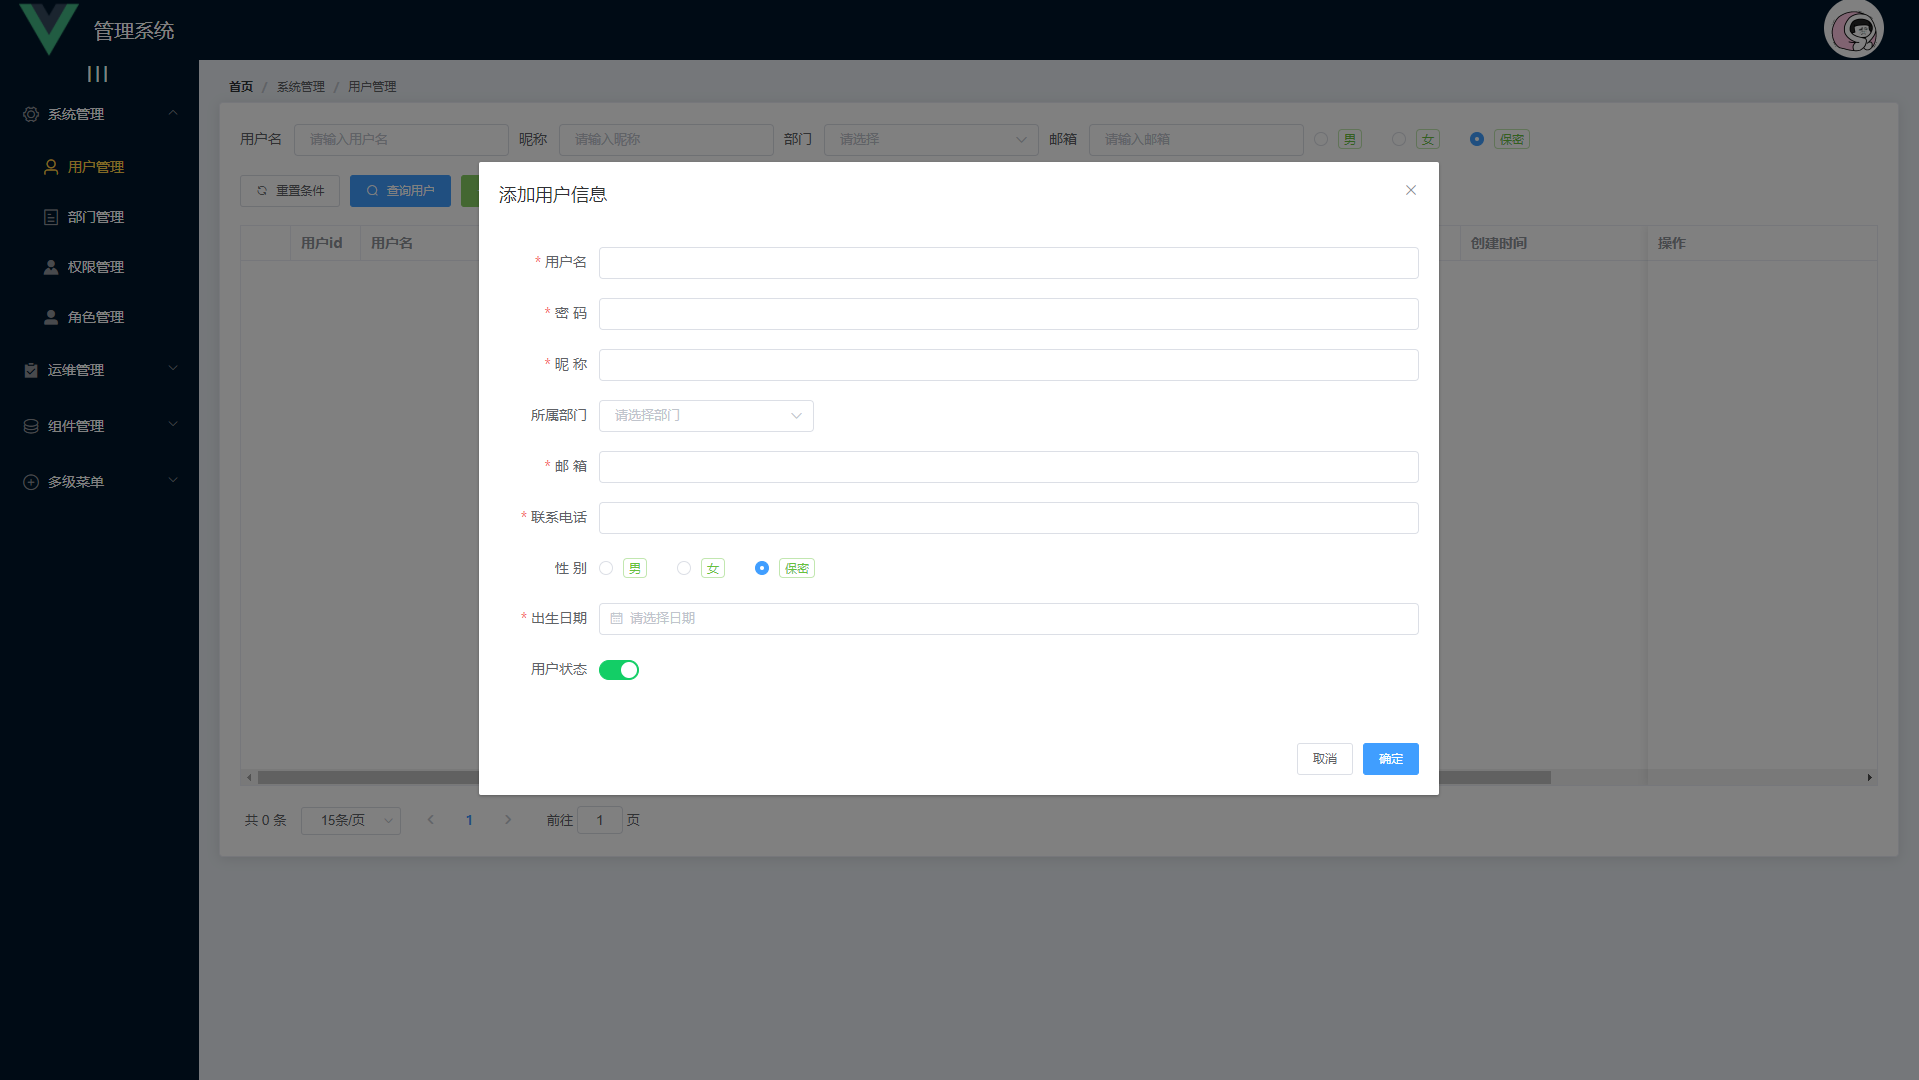 管理系统
首页 / 系统管理 / 用户管理
系统管理
用户管理
部门管理
权限管理
角色管理
运维管理
组件管理
多级菜单
用户名 请输入用户名 昵称 请输入昵称 部门 请选择 邮箱 请输入邮箱 男 女 保密
重置条件 查询用户
用户id 用户名 创建时间 操作
添加用户信息
* 用户名
* 密 码
* 昵 称
所属部门 请选择部门
* 邮 箱
* 联系电话
性 别 男 女 保密
* 出生日期 请选择日期
用户状态
取消 确定
共 0 条 15条/页 1 前往 1 页